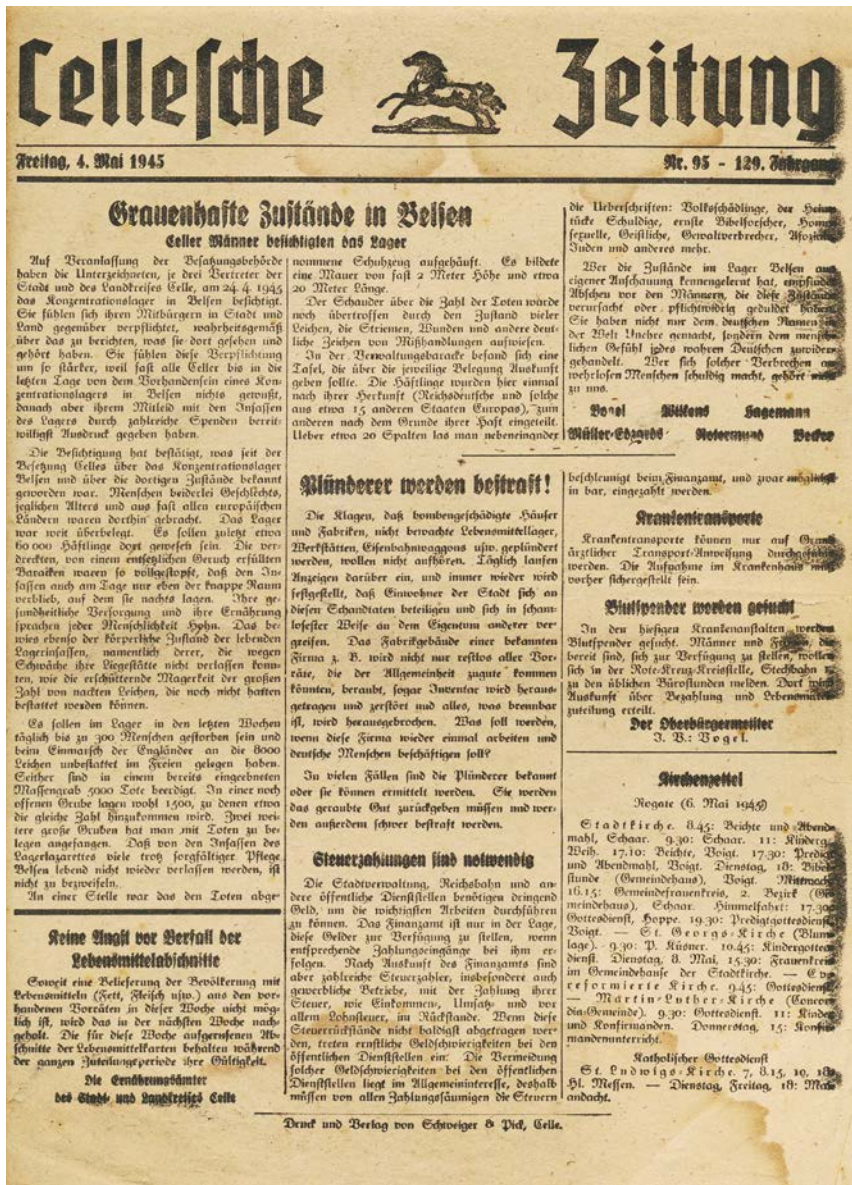 Cellesche Zeitung
Freitag, 4. Mai 1945
Nr. 95 - 129. Jahrgang
Grauenhafte Zustände in Belsen
Celler Männer besichtigten das Lager
Auf Veranlassung der Besatzungsbehörde
haben die Unterzeichneten, je drei Vertreter der
Stadt und des Landkreises Celle, am 24. 4. 1945
das Konzentrationslager in Belsen besichtigt.
Sie fühlen sich ihren Mitbürgern in Stadt und
Land gegenüber verpflichtet, wahrheitsgemäß
über das zu berichten, was sie dort gesehen und
gehört haben. Sie fühlen diese Verpflichtung
um so stärker, weil fast alle Celler bis in die
letzten Tage von dem Vorhandensein eines Kon-
zentrationslagers in Belsen nichts gewußt,
danach aber ihrem Mitleid mit den Insassen
des Lagers durch zahlreiche Spenden bereit-
willigst Ausdruck gegeben haben.
Die Besichtigung hat bestätigt, was seit der
Besetzung Celles über das Konzentrationslager
Belsen und über die dortigen Zustände bekannt
geworden war. Menschen beiderlei Geschlechts,
jeglichen Alters und aus fast allen europäischen
Ländern waren dorthin gebracht. Das Lager
war weit überbelegt. Es sollen zuletzt etwa
60 000 Häftlinge dort gewesen sein. Die ver-
dreckten, von einem entsetzlichen Geruch erfüllten
Baracken waren so vollgestopft, daß den In-
sassen auch am Tage nur eben der knappe Raum
verblieb, auf dem sie nachts lagen. Ihre ge-
sundheitliche Versorgung und ihre Ernährung
sprachen jeder Menschlichkeit Hohn. Das be-
wies ebenso der körperliche Zustand der lebenden
Lagerinsassen, namentlich derer, die wegen
Schwäche ihre Liegestätte nicht verlassen konn-
ten, wie die erschütternde Magerkeit der großen
Zahl von nackten Leichen, die noch nicht hatten
bestattet werden können.
Es sollen im Lager in den letzten Wochen
täglich bis zu 300 Menschen gestorben sein und
beim Einmarsch der Engländer an die 8000
Leichen unbestattet im Freien gelegen haben.
Seither sind in einem bereits eingeebneten
Massengrab 5000 Tote beerdigt. In einer noch
offenen Grube lagen wohl 1500, zu denen etwa
die gleiche Zahl hinzukommen wird. Zwei wei-
tere große Gruben hat man mit Toten zu be-
legen angefangen. Daß von den Insassen des
Lagerlazarettes viele trotz sorgfältiger Pflege
Belsen lebend nicht wieder verlassen werden, ist
nicht zu bezweifeln.
An einer Stelle war das den Toten abge-
nommene Schuhzeug aufgehäuft. Es bildete
eine Mauer von fast 2 Meter Höhe und etwa
20 Meter Länge.
Der Schauder über die Zahl der Toten wurde
noch übertroffen durch den Zustand vieler
Leichen, die Striemen, Wunden und andere deut-
liche Zeichen von Mißhandlungen aufwiesen.
In der Verwaltungsbaracke befand sich eine
Tafel, die über die jeweilige Belegung Auskunft
geben sollte. Die Häftlinge wurden hier einmal
nach ihrer Herkunft (Reichsdeutsche und solche
aus etwa 15 anderen Staaten Europas), zum
anderen nach dem Grunde ihrer Haft eingeteilt.
Ueber etwa 20 Spalten las man nebeneinander
die Ueberschriften: Volksschädlinge, der Heim-
tücke Schuldige, ernste Bibelforscher, Homo-
sexuelle, Geistliche, Gewaltverbrecher, Asoziale,
Juden und anderes mehr.
Wer die Zustände im Lager Belsen aus
eigener Anschauung kennengelernt hat, empfindet
Abscheu vor den Männern, die diese Zustände
verursacht oder pflichtwidrig geduldet haben.
Sie haben nicht nur dem deutschen Namen in
der Welt Unehre gemacht, sondern dem mensch-
lichen Gefühl jedes wahren Deutschen zuwider-
gehandelt. Wer sich solcher Verbrechen an
wehrlosen Menschen schuldig macht, gehört nicht
zu uns.
Vogel Wilkens Hagemann
Müller-Edzards Rotermund Becker
Keine Angst vor Verfall der
Lebensmittelabschnitte
Soweit eine Belieferung der Bevölkerung mit
Lebensmitteln (Fett, Fleisch usw.) aus den vor-
handenen Vorräten in dieser Woche nicht mög-
lich ist, wird das in der nächsten Woche nach-
geholt. Die für diese Woche aufgerufenen Ab-
schnitte der Lebensmittelkarten behalten während
der ganzen Zuteilungsperiode ihre Gültigkeit.
Die Ernährungsämter
des Stadt- und Landkreises Celle
Plünderer werden bestraft!
Die Klagen, daß bombengeschädigte Häuser
und Fabriken, nicht bewachte Lebensmittellager,
Werkstätten, Eisenbahnwaggons usw. geplündert
werden, wollen nicht aufhören. Täglich laufen
Anzeigen darüber ein, und immer wieder wird
festgestellt, daß Einwohner der Stadt sich an
diesen Schandtaten beteiligen und sich in scham-
losester Weise an dem Eigentum anderer ver-
greifen. Das Fabrikgebäude einer bekannten
Firma z. B. wird nicht nur restlos aller Vor-
räte, die der Allgemeinheit zugute kommen
könnten, beraubt, sogar Inventar wird heraus-
getragen und zerstört und alles, was brennbar
ist, wird herausgebrochen. Was soll werden,
wenn diese Firma wieder einmal arbeiten und
deutsche Menschen beschäftigen soll?
In vielen Fällen sind die Plünderer bekannt
oder sie können ermittelt werden. Sie werden
das geraubte Gut zurückgeben müssen und wer-
den außerdem schwer bestraft werden.
Steuerzahlungen sind notwendig
Die Stadtverwaltung, Reichsbahn und an-
dere öffentliche Dienststellen benötigen dringend
Geld, um die wichtigsten Arbeiten durchführen
zu können. Das Finanzamt ist nur in der Lage,
diese Gelder zur Verfügung zu stellen, wenn
entsprechende Zahlungseingänge bei ihm er-
folgen. Nach Auskunft des Finanzamts sind
aber zahlreiche Steuerzahler, insbesondere auch
gewerbliche Betriebe, mit der Zahlung ihrer
Steuer, wie Einkommen-, Umsatz- und vor
allem Lohnsteuer, im Rückstande. Wenn diese
Steuerrückstände nicht baldigst abgetragen wer-
den, treten ernstliche Geldschwierigkeiten bei den
öffentlichen Dienststellen ein. Die Vermeidung
solcher Geldschwierigkeiten bei den öffentlichen
Dienststellen liegt im Allgemeininteresse, deshalb
müssen von allen Zahlungssäumigen die Steuern
beschleunigt beim Finanzamt, und zwar möglichst
in bar, eingezahlt werden.
Krankentransporte
Krankentransporte können nur auf Grund
ärztlicher Transport-Anweisung durchgeführt
werden. Die Aufnahme im Krankenhaus muß
vorher sichergestellt sein.
Blutspender werden gesucht
In den hiesigen Krankenanstalten werden
Blutspender gesucht. Männer und Frauen, die
bereit sind, sich zur Verfügung zu stellen, wollen
sich in der Rote-Kreuz-Kreisstelle, Stechbahn
zu den üblichen Bürostunden melden. Dort wird
Auskunft über Bezahlung und Lebensmittel-
zuteilung erteilt.
Der Oberbürgermeister
J. V.: Vogel.
Kirchenzettel
Rogate (6. Mai 1945)
Stadtkirche. 8.45: Beichte und Abend-
mahl, Schaar. 9.30: Schaar. 11: Kinderg.
Weih. 17.10: Beichte, Voigt. 17.30: Predigt
und Abendmahl, Voigt. Dienstag, 18: Bibel-
stunde (Gemeindehaus), Voigt. Mittwoch,
16.15: Gemeindefrauenkreis, 2. Bezirk (Ge-
meindehaus), Schaar. Himmelfahrt: 17.30
Gottesdienst, Hoppe. 19.30: Predigtgottesdienst,
Voigt. — St. Georgs-Kirche (Blum-
lage). 9.30: P. Küsner. 10.45: Kindergottes-
dienst. Dienstag, 8. Mai, 15.30: Frauenkreis
im Gemeindehause der Stadtkirche. — Ev.
reformierte Kirche. 9.45: Gottesdienst.
— Martin-Luther-Kirche (Concor-
dia-Gemeinde). 9.30: Gottesdienst. 11: Kinder
und Konfirmanden. Donnerstag, 15: Konfir-
mandenunterricht.
Katholischer Gottesdienst
St. Ludwigs-Kirche. 7, 8.15, 10, 18:
Hl. Messen. — Dienstag, Freitag, 18: Mai-
andacht.
Druck und Verlag von Schweiger & Pick, Celle.